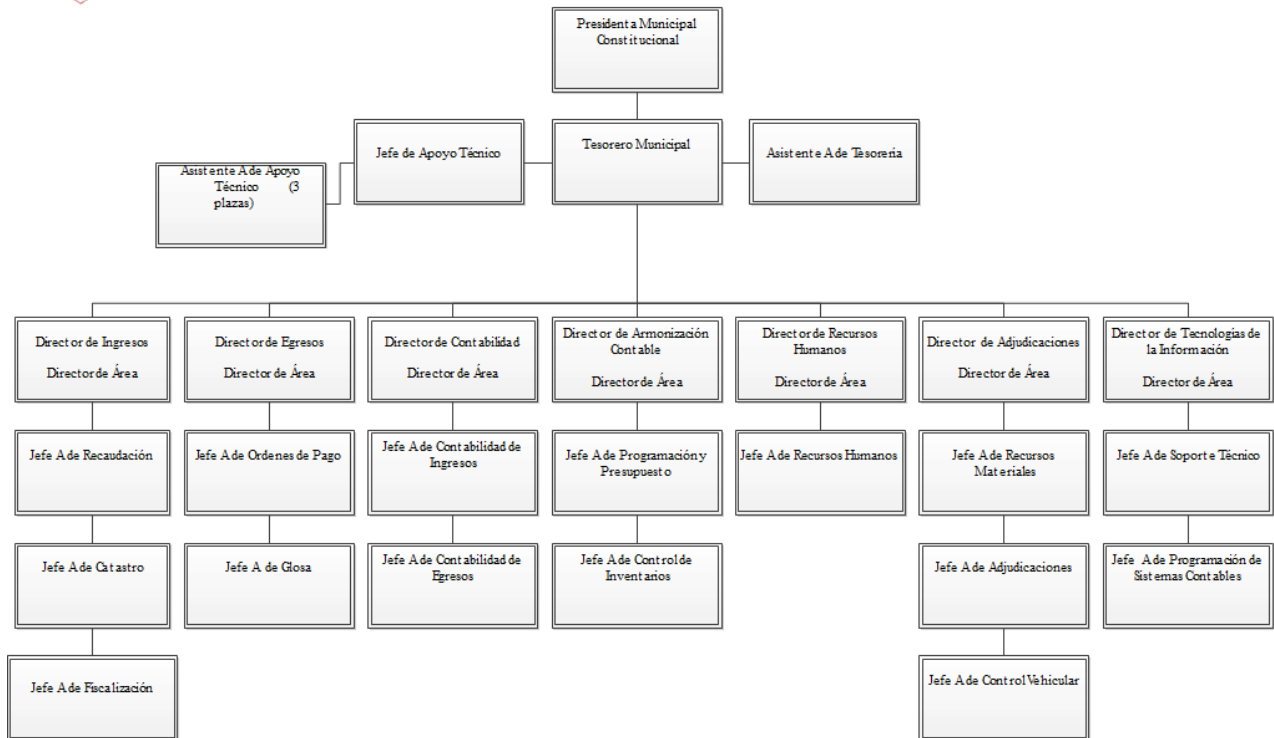 Presidenta Municipal
Constitucional
Jefe de Apoyo Técnico
Tesorero Municipal
Asistente A de Tesorería
Asistente A de Apoyo
Técnico (3
plazas)
Director de Ingresos
Director de Área
Director de Egresos
Director de Área
Director de Contabilidad
Director de Área
Director de Armonización
Contable
Director de Área
Director de Recursos
Humanos
Director de Área
Director de Adjudicaciones
Director de Área
Director de Tecnologías de
la Información
Director de Área
Jefe A de Recaudación
Jefe A de Ordenes de Pago
Jefe A de Contabilidad de
Ingresos
Jefe A de Programación y
Presupuesto
Jefe A de Recursos Humanos
Jefe A de Recursos
Materiales
Jefe A de Soporte Técnico
Jefe A de Catastro
Jefe A de Glosa
Jefe A de Contabilidad de
Egresos
Jefe A de Control de
Inventarios
Jefe A de Adjudicaciones
Jefe A de Programación de
Sistemas Contables
Jefe A de Fiscalización
Jefe A de Control Vehicular